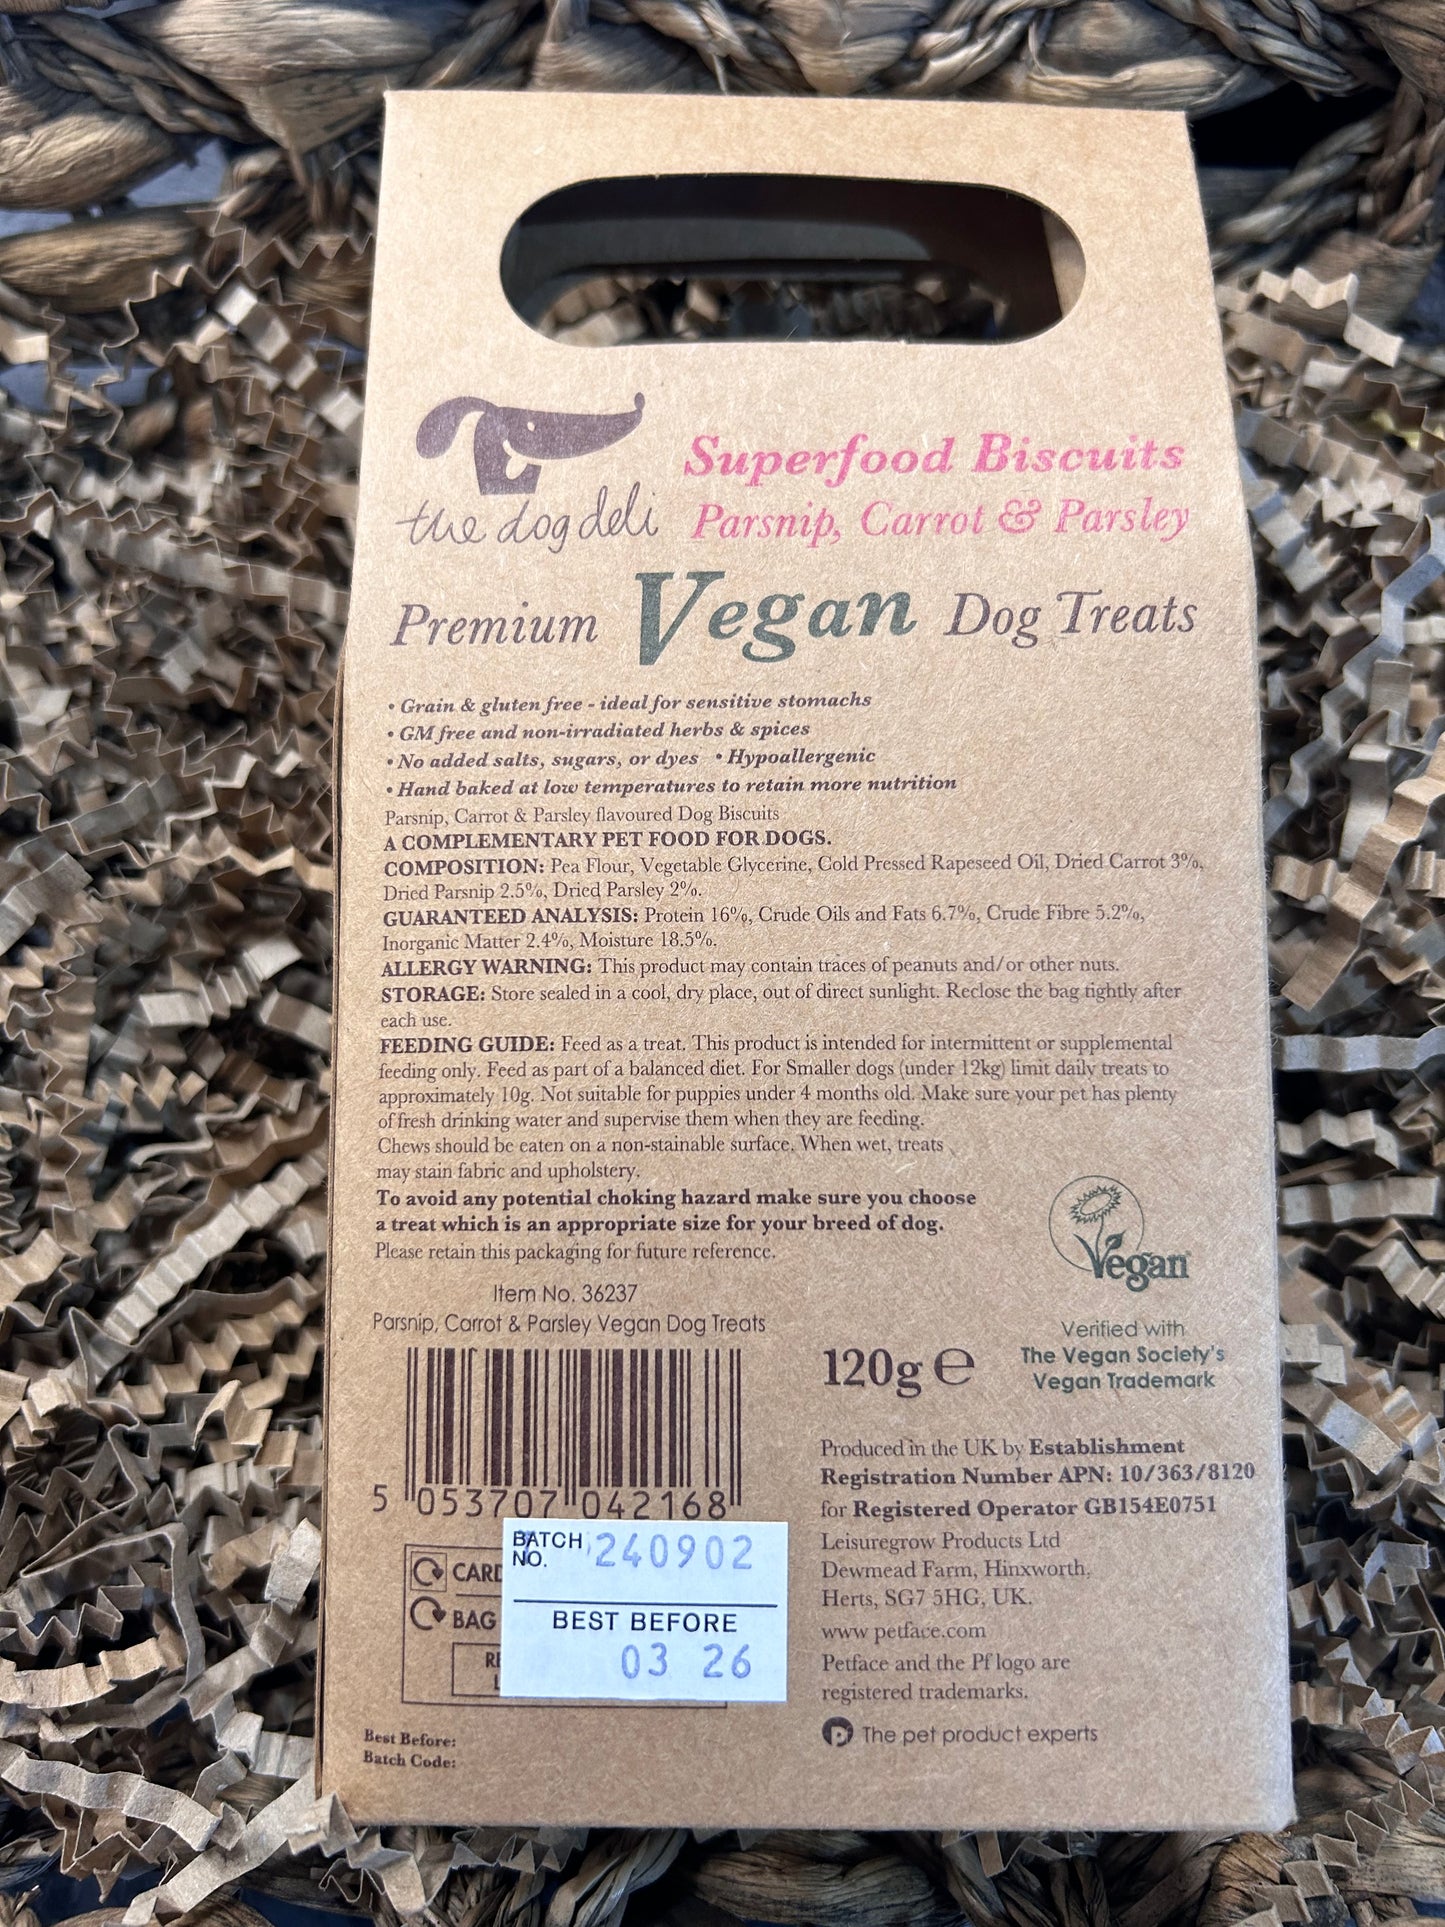 the dog deli
Superfood Biscuits
Parsnip, Carrot & Parsley
Premium Vegan Dog Treats
• Grain & gluten free - ideal for sensitive stomachs
• GM free and non-irradiated herbs & spices
• No added salts, sugars, or dyes • Hypoallergenic
• Hand baked at low temperatures to retain more nutrition
Parsnip, Carrot & Parsley flavoured Dog Biscuits
A COMPLEMENTARY PET FOOD FOR DOGS.
COMPOSITION: Pea Flour, Vegetable Glycerine, Cold Pressed Rapeseed Oil, Dried Carrot 3%,
Dried Parsnip 2.5%, Dried Parsley 2%.
GUARANTEED ANALYSIS: Protein 16%, Crude Oils and Fats 6.7%, Crude Fibre 5.2%,
Inorganic Matter 2.4%, Moisture 18.5%.
ALLERGY WARNING: This product may contain traces of peanuts and/or other nuts.
STORAGE: Store sealed in a cool, dry place, out of direct sunlight. Reclose the bag tightly after
each use.
FEEDING GUIDE: Feed as a treat. This product is intended for intermittent or supplemental
feeding only. Feed as part of a balanced diet. For Smaller dogs (under 12kg) limit daily treats to
approximately 10g. Not suitable for puppies under 4 months old. Make sure your pet has plenty
of fresh drinking water and supervise them when they are feeding.
Chews should be eaten on a non-stainable surface. When wet, treats
may stain fabric and upholstery.
To avoid any potential choking hazard make sure you choose
a treat which is an appropriate size for your breed of dog.
Please retain this packaging for future reference.
Vegan
Verified with
The Vegan Society's
Vegan Trademark
Item No. 36237
Parsnip, Carrot & Parsley Vegan Dog Treats
5 053707 042168
120g ℮
CARD
BAG
BATCH NO. 240902
BEST BEFORE
03 26
Best Before:
Batch Code:
Produced in the UK by Establishment
Registration Number APN: 10/363/8120
for Registered Operator GB154E0751
Leisuregrow Products Ltd
Dewmead Farm, Hinxworth,
Herts, SG7 5HG, UK.
www petface.com
Petface and the Pf logo are
registered trademarks.
The pet product experts